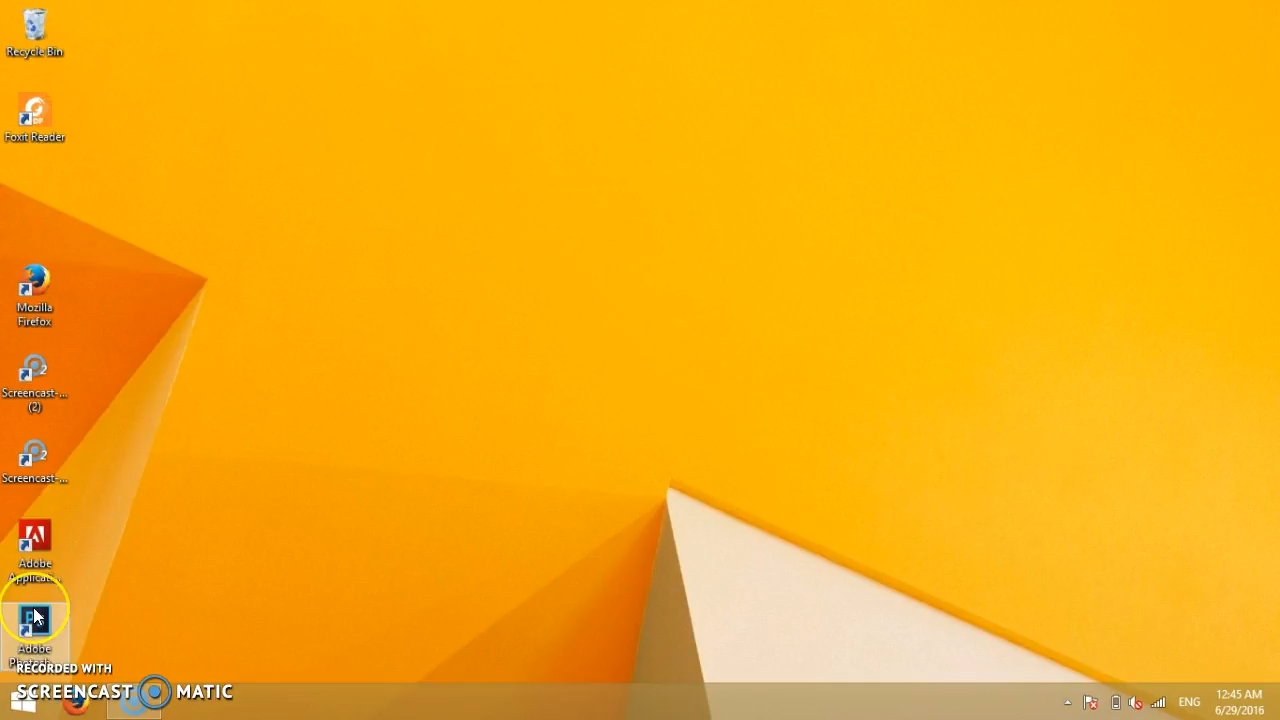 Recycle Bin
Foxit Reader
Mozilla
Firefox
Screencast-...
(2)
Screencast-...
Adobe
Applicati...
Adobe
RECORDED WITH
SCREENCAST MATIC
ENG
12:45 AM
6/29/2016